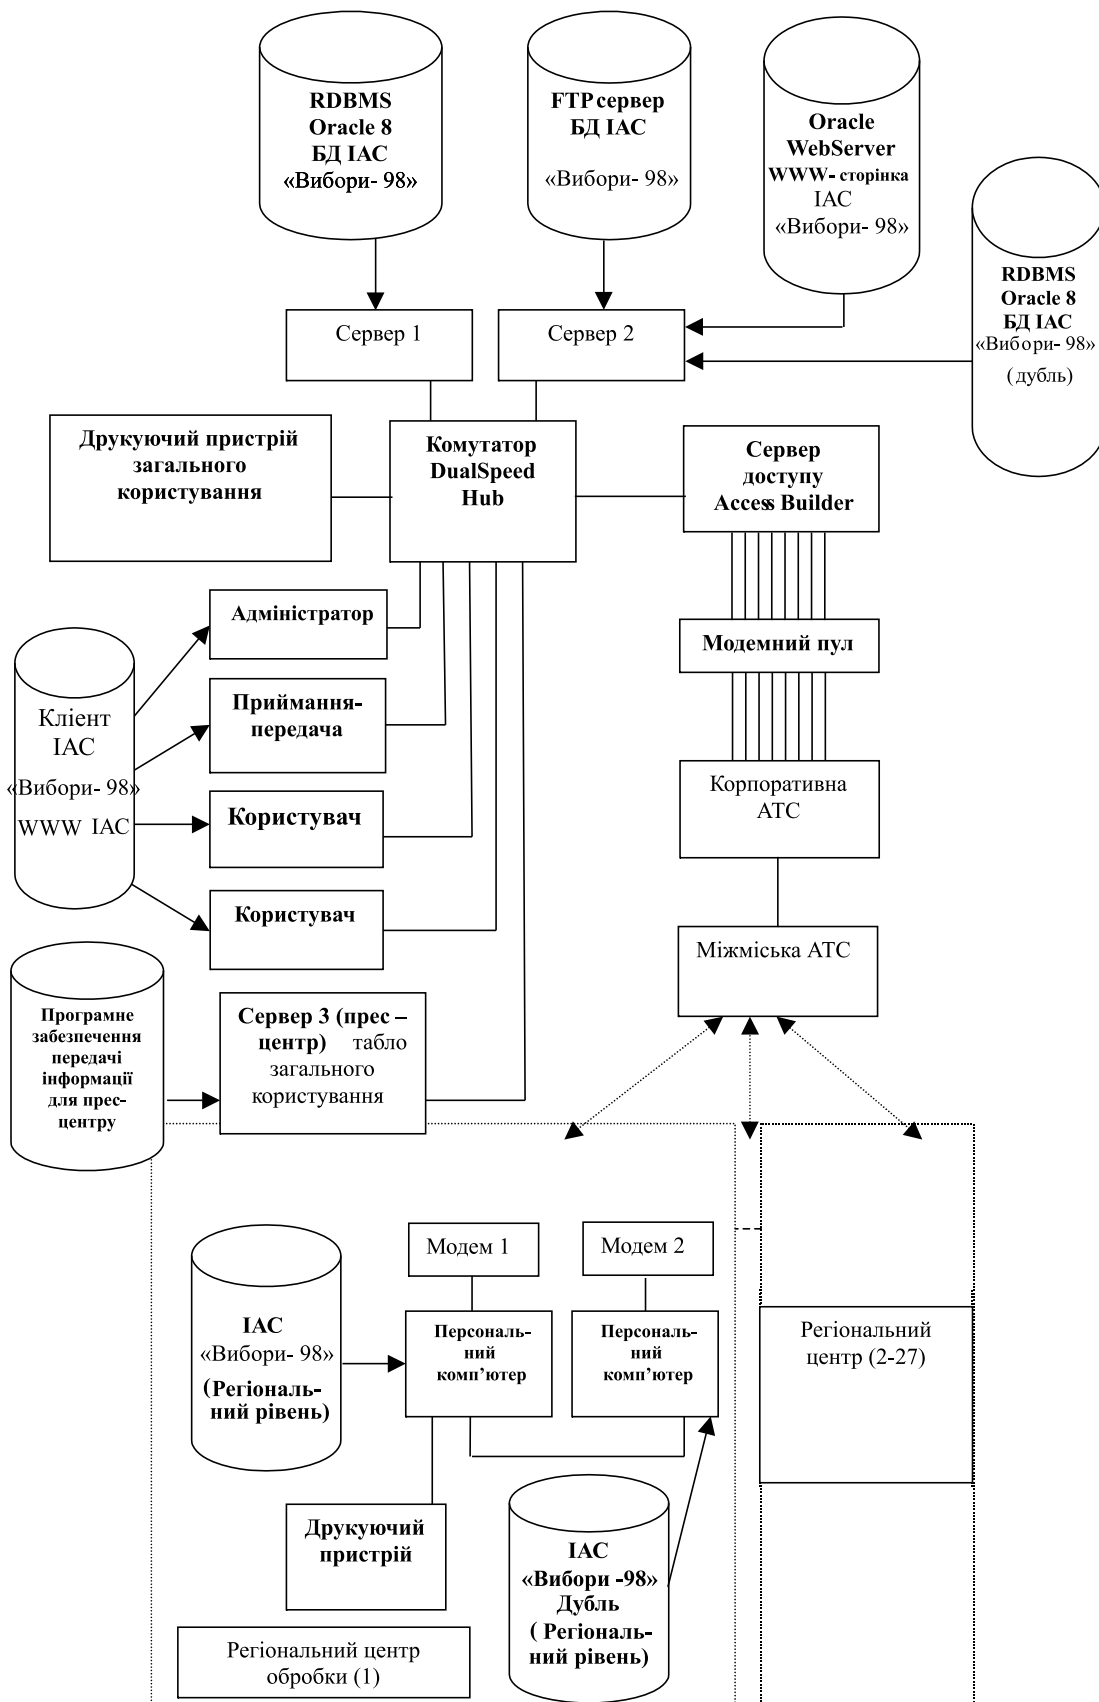 RDBMS
Oracle 8
БД ІАС
«Вибори- 98»
FTP сервер
БД ІАС
«Вибори- 98»
Oracle
WebServer
WWW- сторінка
ІАС
«Вибори- 98»
RDBMS
Oracle 8
БД ІАС
«Вибори- 98»
(дубль)
Сервер 1
Сервер 2
Друкуючий пристрій
загального
користування
Комутатор
DualSpeed
Hub
Сервер
доступу
Access Builder
Адміністратор
Модемний пул
Приймання-
передача
Клієнт
ІАС
«Вибори- 98»
WWW ІАС
Корпоративна
АТС
Користувач
Користувач
Міжміська АТС
Програмне
забезпечення
передачі
інформації
для прес-
центру
Сервер 3 (прес –
центр) табло
загального
користування
Модем 1
Модем 2
ІАС
«Вибори- 98»
(Регіональ-
ний рівень)
Персональ-
ний
комп’ютер
Персональ-
ний
комп’ютер
Регіональний
центр (2-27)
Друкуючий
пристрій
ІАС
«Вибори -98»
Дубль
( Регіональ-
ний рівень)
Регіональний центр
обробки (1)